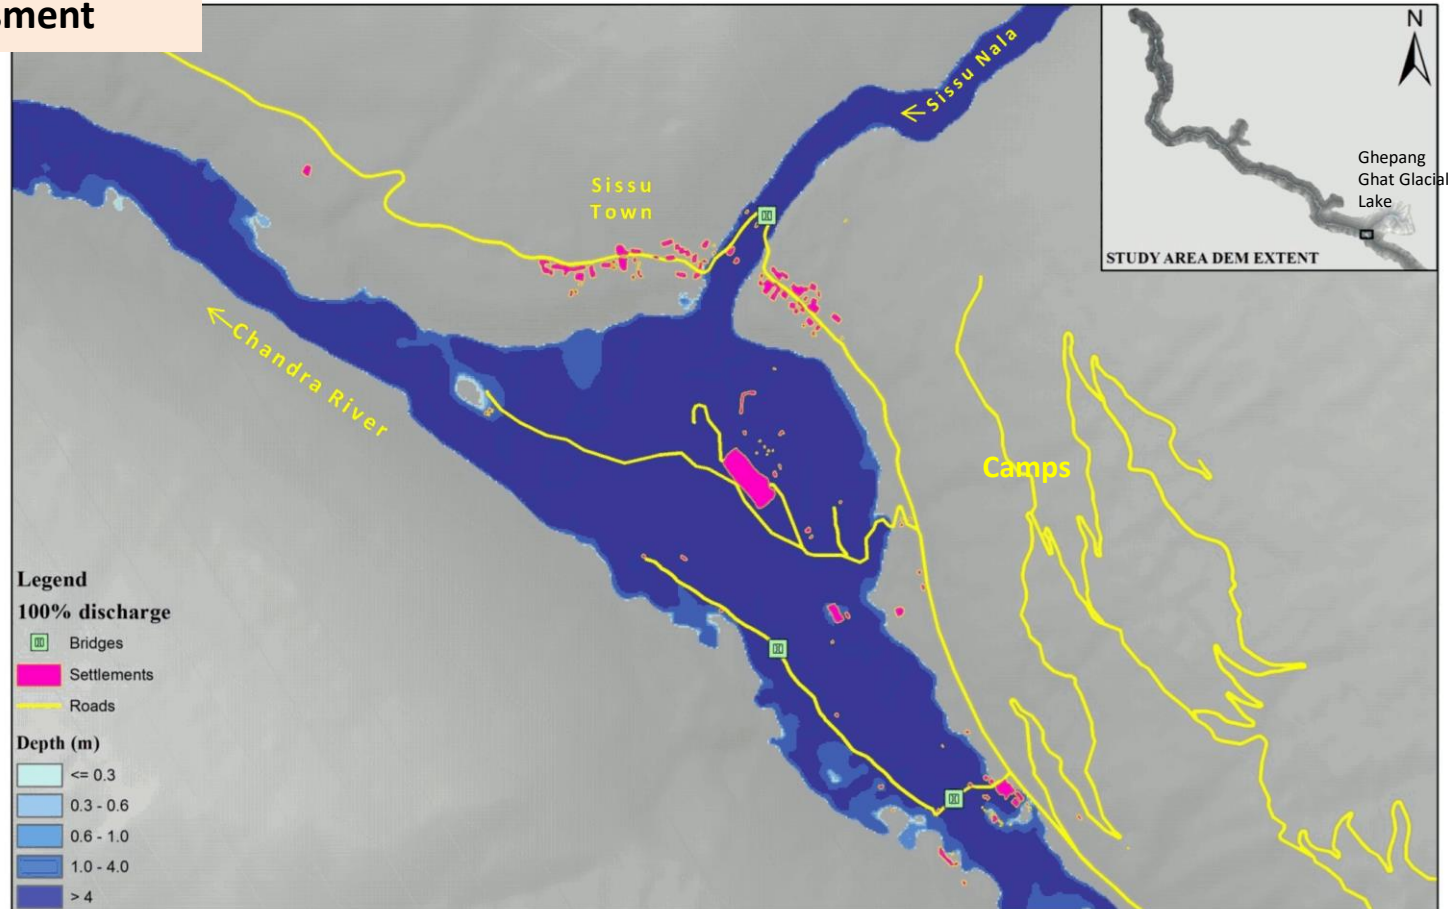 sment
Sissu Nala
N
Ghepang
Ghat Glacial
Lake
STUDY AREA DEM EXTENT
Sissu
Town
Chandra River
Camps
Legend
100% discharge
Bridges
Settlements
Roads
Depth (m)
<= 0.3
0.3 - 0.6
0.6 - 1.0
1.0 - 4.0
> 4